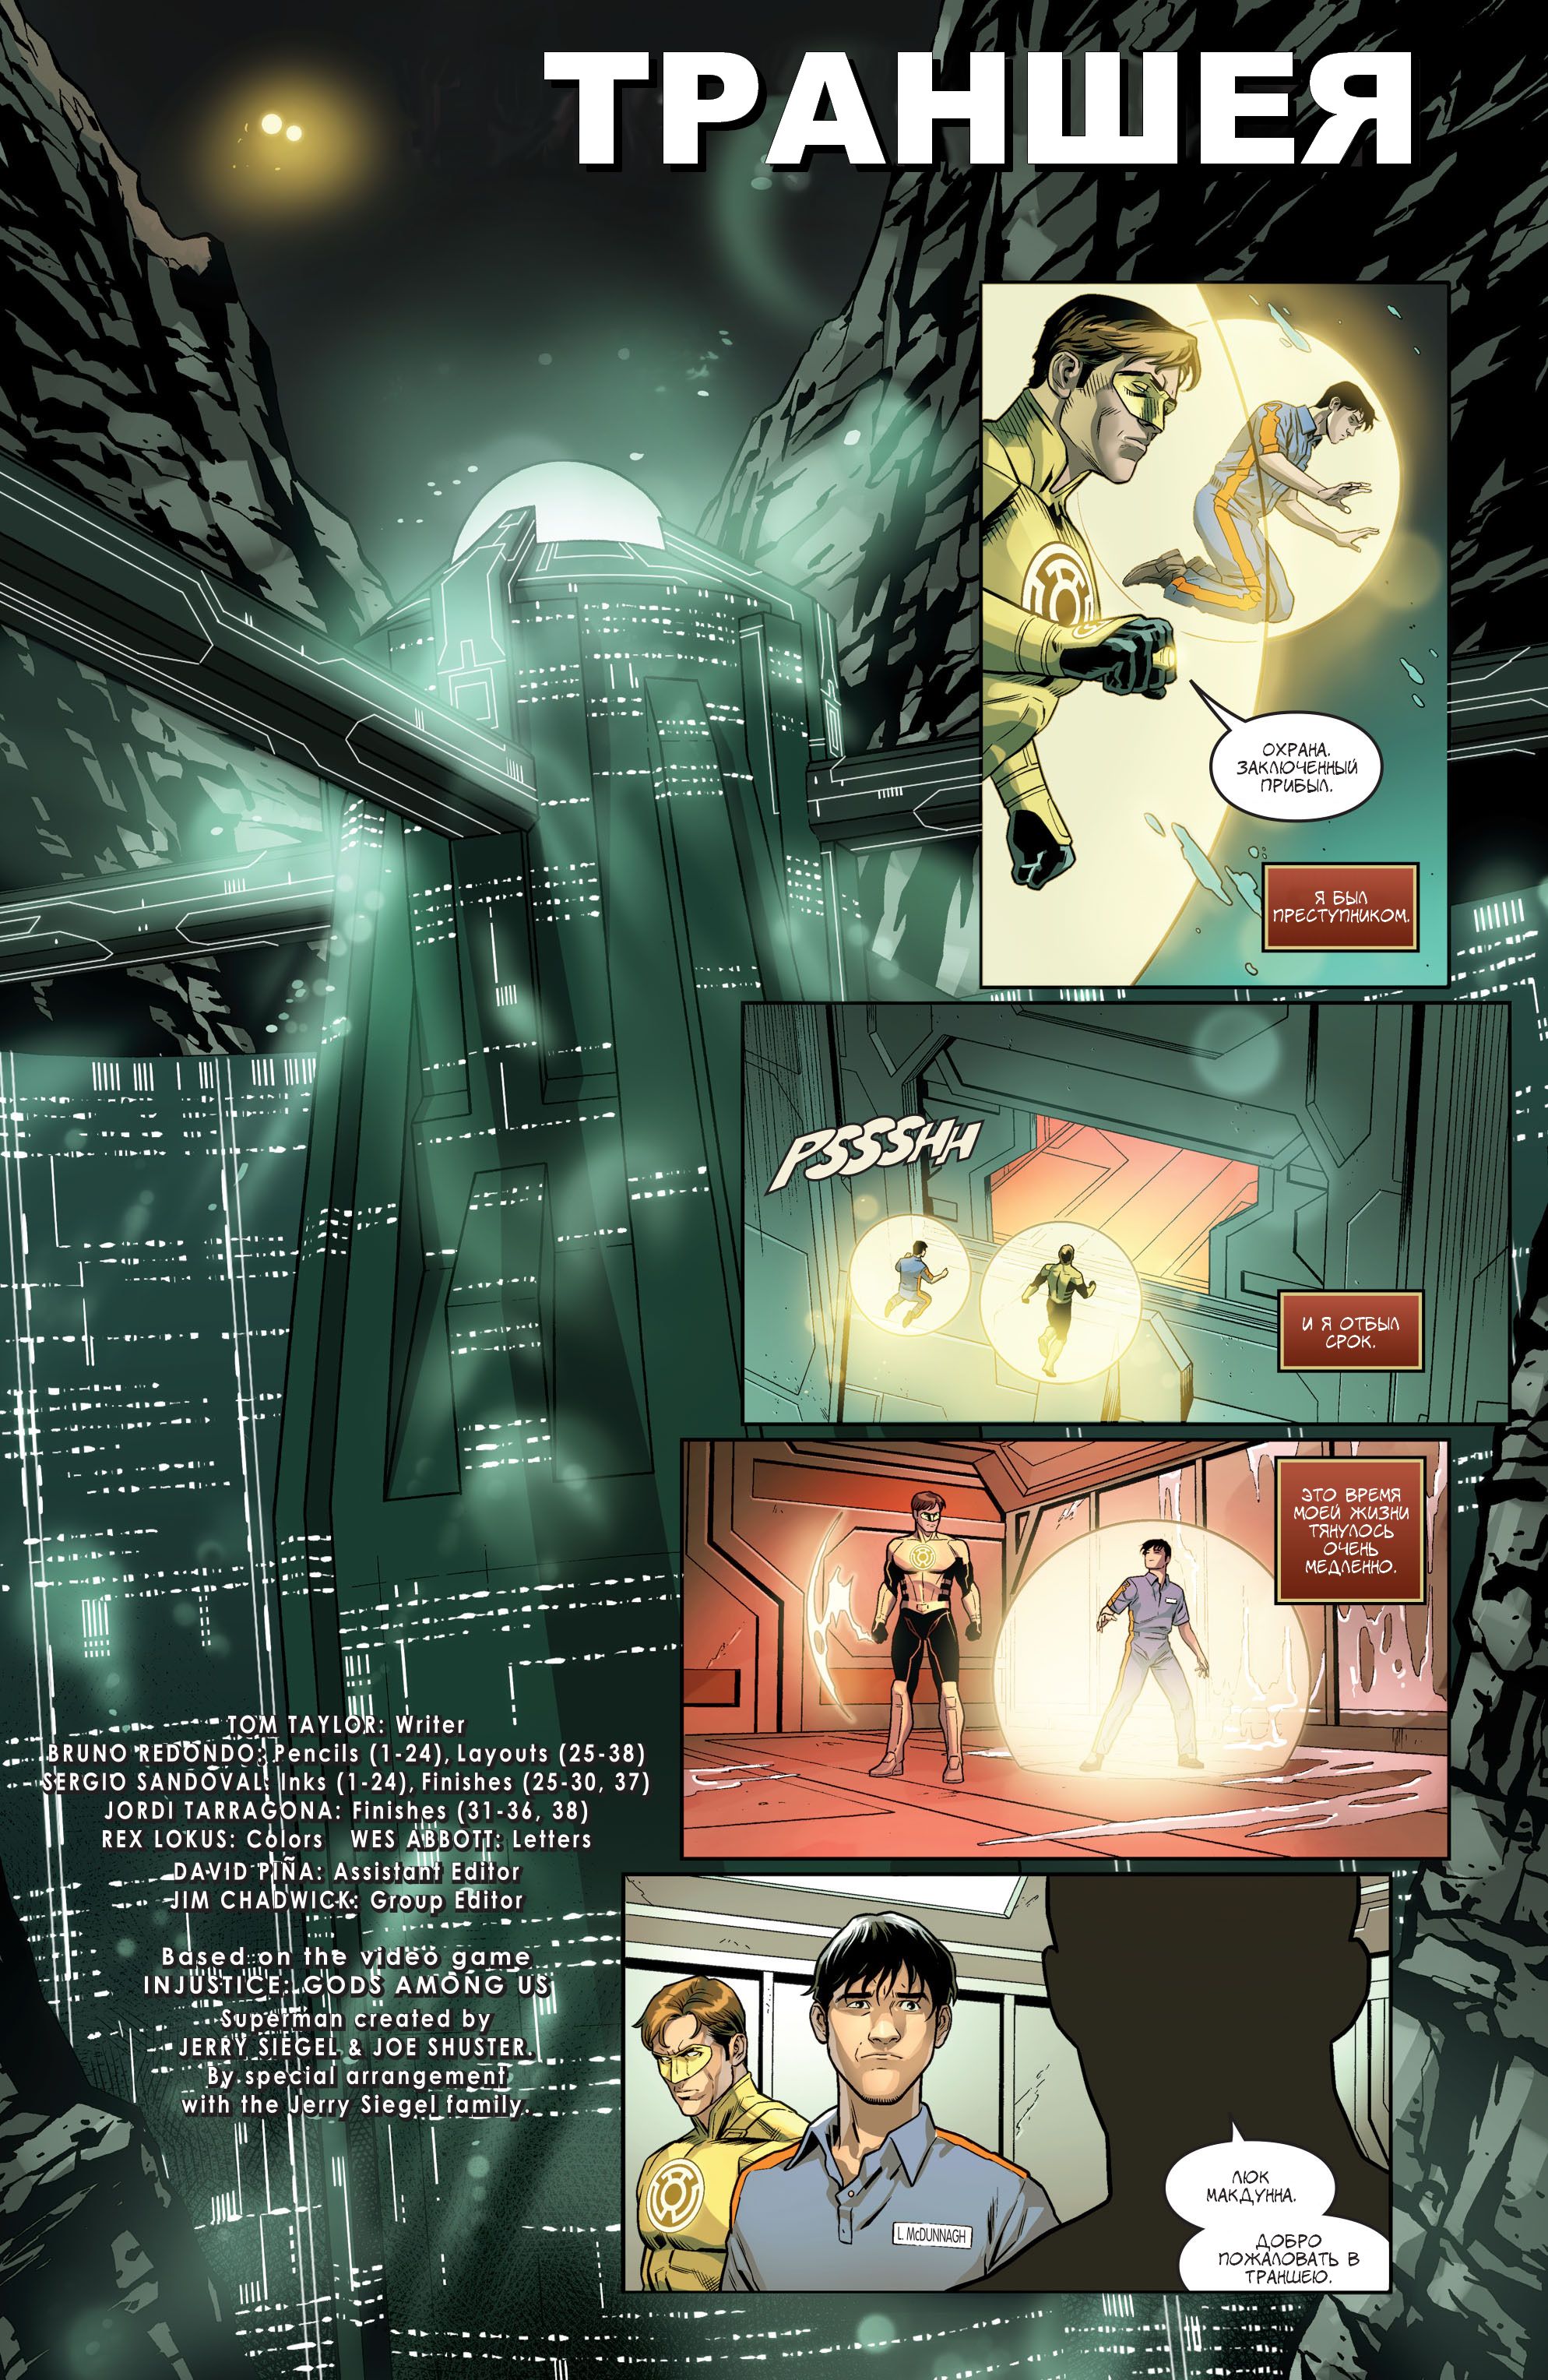 ТРАНШЕЯ
ОХРАНА.
ЗАКЛЮЧЕННЫЙ
ПРИБЫЛ.
Я БЫЛ
ПРЕСТУПНИКОМ.
PSSSSHH
И Я ОТБЫЛ
СРОК.
ЭТО ВРЕМЯ
МОЕЙ ЖИЗНИ
ТЯНУЛОСЬ
ОЧЕНЬ
МЕДЛЕННО.
TOM TAYLOR: Writer
BRUNO REDONDO: Pencils (1-24), Layouts (25-38)
SERGIO SANDOVAL: Inks (1-24), Finishes (25-30, 37)
JORDI TARRAGONA: Finishes (31-36, 38)
REX LOKUS: Colors WES ABBOTT: Letters
DAVID PIÑA: Assistant Editor
JIM CHADWICK: Group Editor
Based on the video game
INJUSTICE: GODS AMONG US
Superman created by
JERRY SIEGEL & JOE SHUSTER.
By special arrangement
with the Jerry Siegel family.
L. McDUNNAGH
ЛЮК
МАКДУННА.
ДОБРО
ПОЖАЛОВАТЬ В
ТРАНШЕЮ.